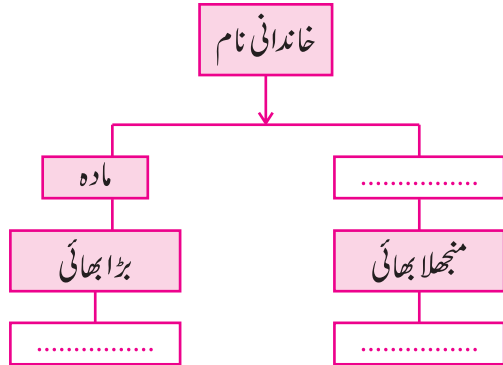 خاندانی نام
مادہ
................
بڑا بھائی
منجھلا بھائی
................
................